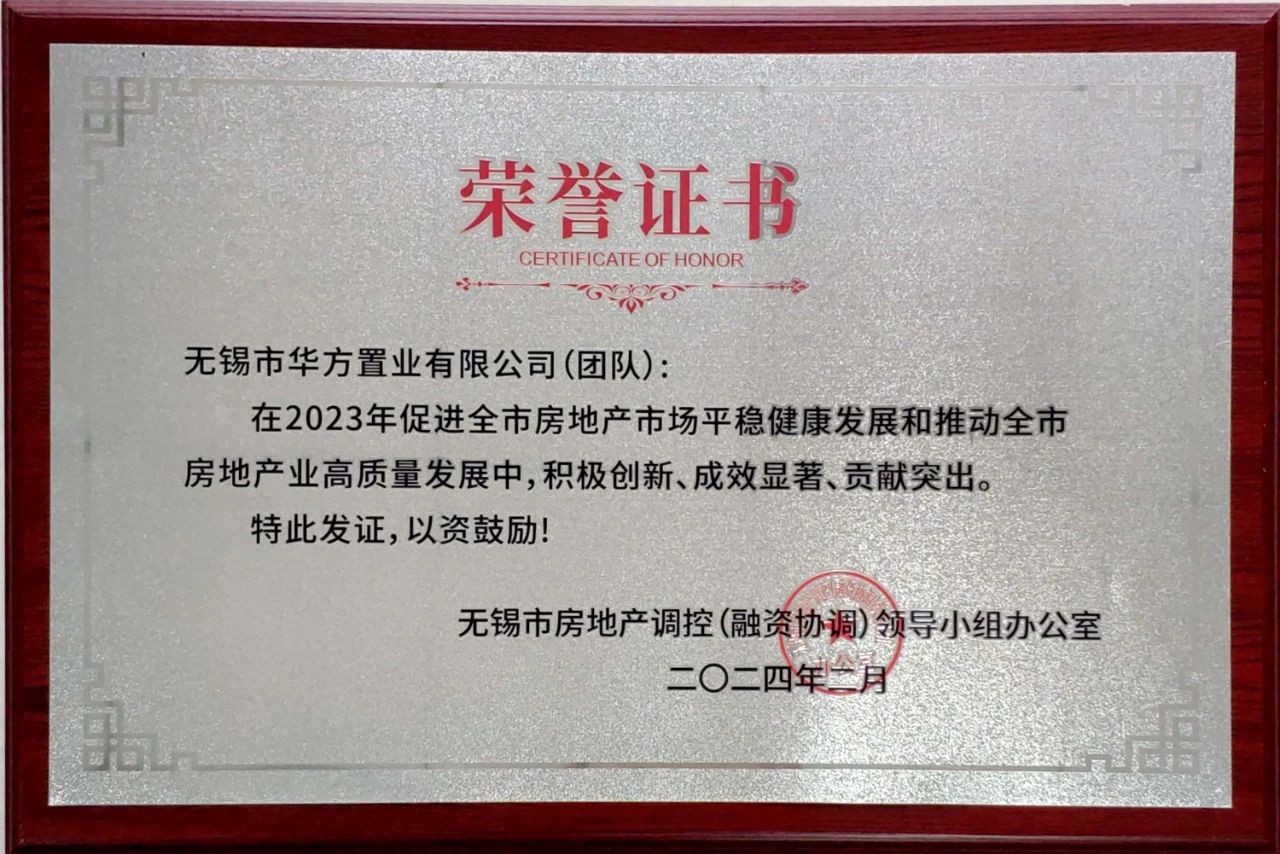 荣誉证书
CERTIFICATE OF HONOR
无锡市华方置业有限公司(团队):
在2023年促进全市房地产市场平稳健康发展和推动全市
房地产业高质量发展中,积极创新、成效显著、贡献突出。
特此发证,以资鼓励!
无锡市房地产调控(融资协调)领导小组办公室
二〇二四年二月